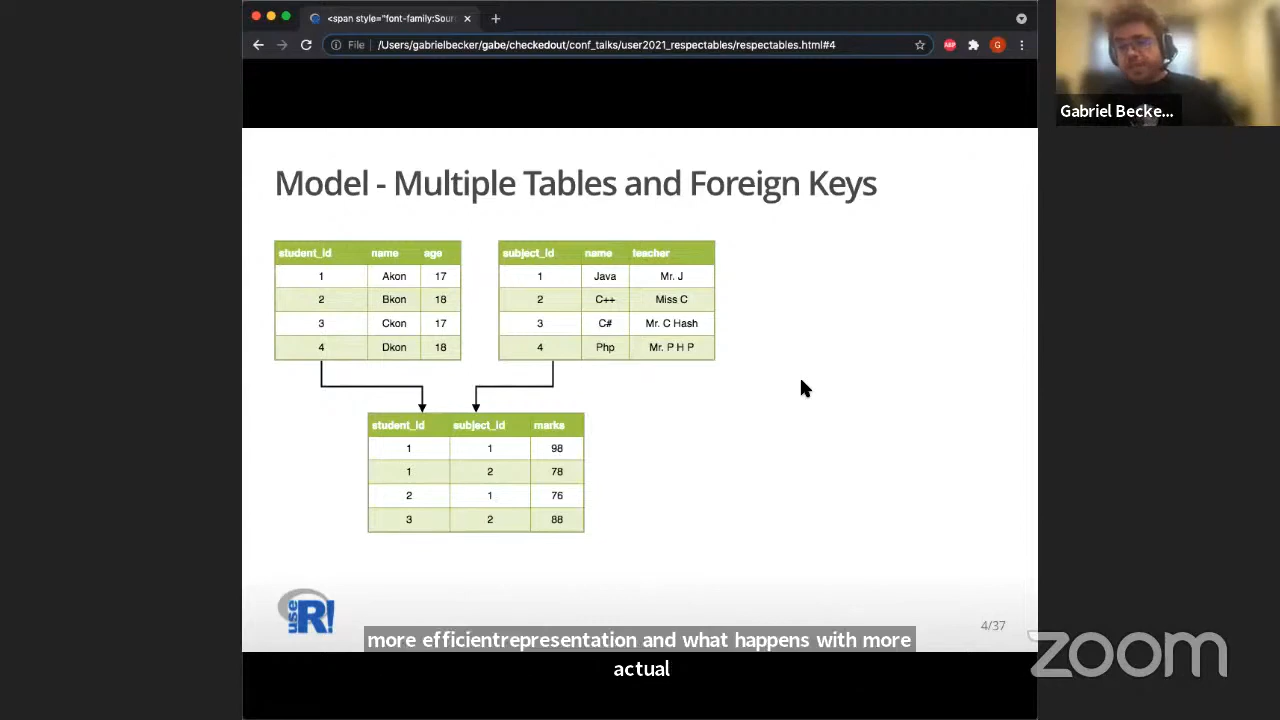 <span style="font-family:Sour
File | /Users/gabrielbecker/gabe/checkedout/conf_talks/user2021_respectables/respectables.html#4
ABP
G
Gabriel Becke...
Model - Multiple Tables and Foreign Keys
student_id name age
1 Akon 17
2 Bkon 18
3 Ckon 17
4 Dkon 18
subject_id name teacher
1 Java Mr. J
2 C++ Miss C
3 C# Mr. C Hash
4 Php Mr. P H P
student_id subject_id marks
1 1 98
1 2 78
2 1 76
3 2 88
use R!
4/37
more efficientrepresentation and what happens with more
actual
zoom